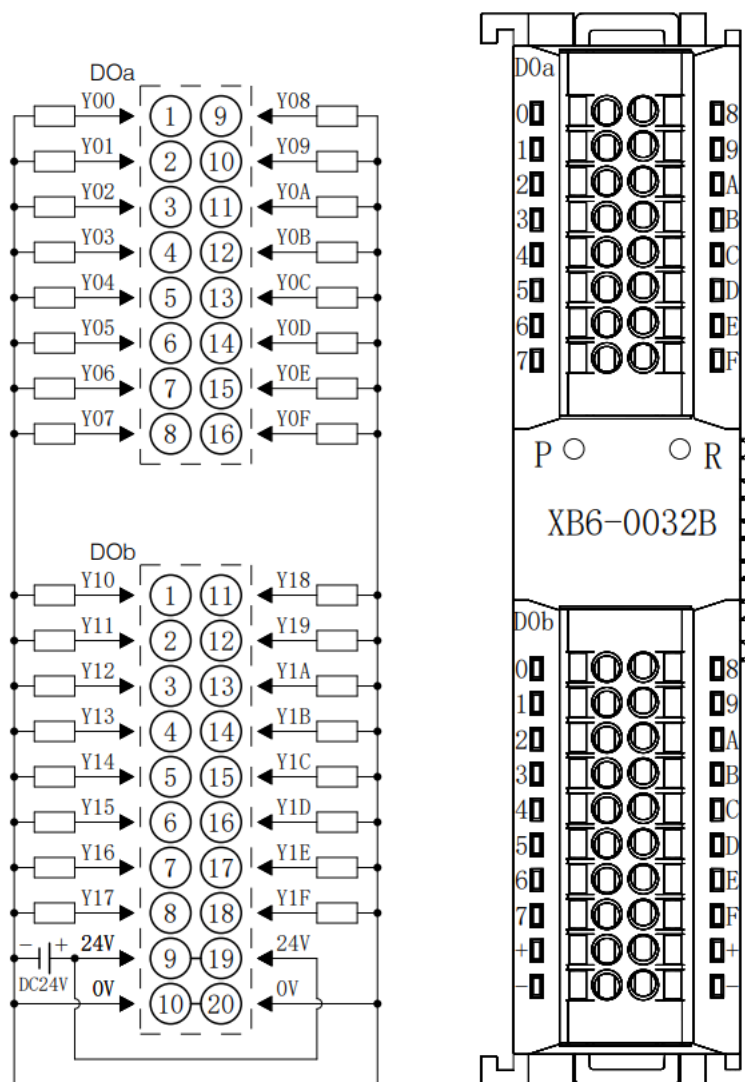 DOa
Y00 1 9 Y08
Y01 2 10 Y09
Y02 3 11 Y0A
Y03 4 12 Y0B
Y04 5 13 Y0C
Y05 6 14 Y0D
Y06 7 15 Y0E
Y07 8 16 Y0F
DOb
Y10 1 11 Y18
Y11 2 12 Y19
Y12 3 13 Y1A
Y13 4 14 Y1B
Y14 5 15 Y1C
Y15 6 16 Y1D
Y16 7 17 Y1E
Y17 8 18 Y1F
- + 24V 9 19 24V
DC24V
0V 10 20 0V
DOa
0 8
1 9
2 A
3 B
4 C
5 D
6 E
7 F
P R
XB6-0032B
DOb
0 8
1 9
2 A
3 B
4 C
5 D
6 E
7 F
+ +
- -